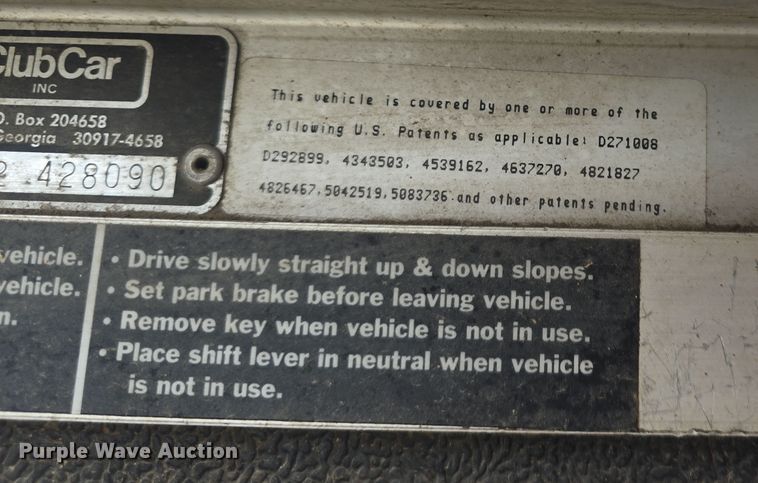 ClubCar
INC
O. Box 204658
Georgia 30917-4658
428090
This vehicle is covered by one or more of the
following U.S. Patents as applicable: D271008
D292899, 4343503, 4539162, 4637270, 4821827
4826467, 5042519, 5083736 and other patents pending.
vehicle.
vehicle.
• Drive slowly straight up & down slopes.
• Set park brake before leaving vehicle.
• Remove key when vehicle is not in use.
• Place shift lever in neutral when vehicle
is not in use.
Purple Wave Auction